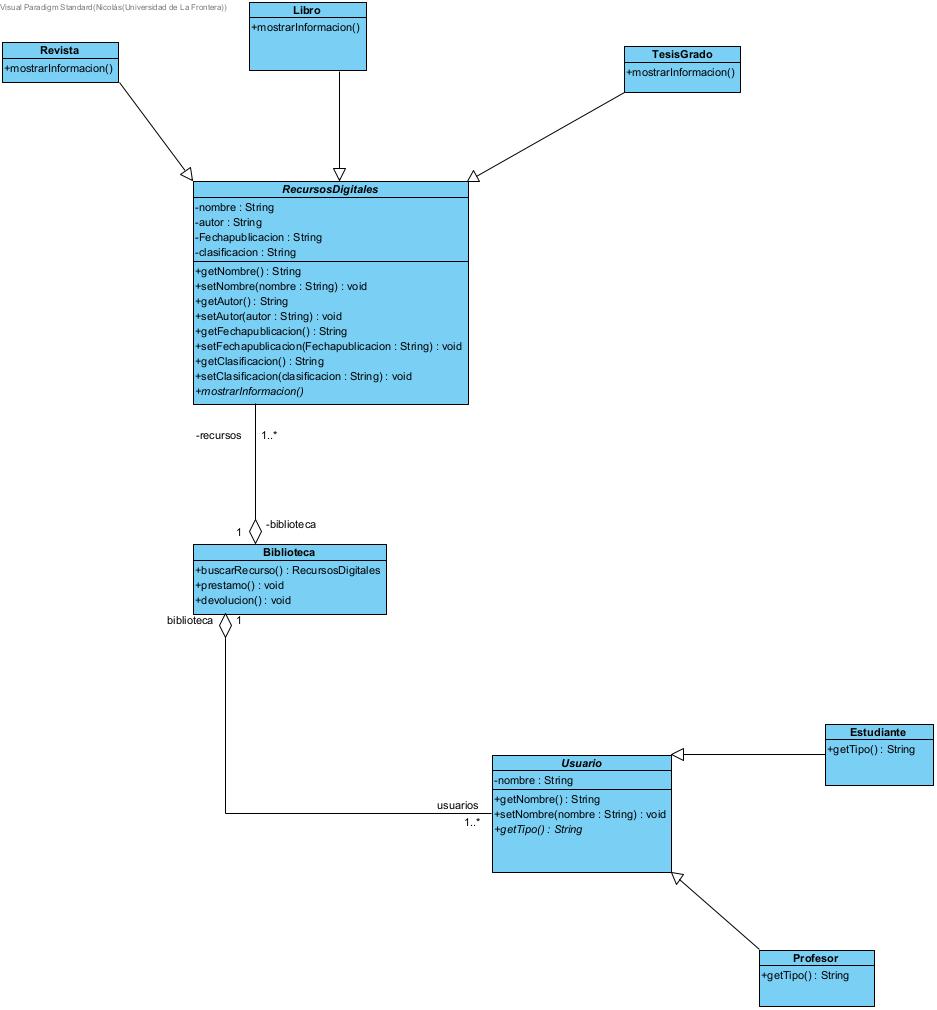 Visual Paradigm Standard(Nicolás(Universidad de La Frontera))
Libro
+mostrarInformacion()
Revista
+mostrarInformacion()
TesisGrado
+mostrarInformacion()
RecursosDigitales
-nombre : String
-autor : String
-Fechapublicacion : String
-clasificacion : String
+getNombre() : String
+setNombre(nombre : String) : void
+getAutor() : String
+setAutor(autor : String) : void
+getFechapublicacion() : String
+setFechapublicacion(Fechapublicacion : String) : void
+getClasificacion() : String
+setClasificacion(clasificacion : String) : void
+mostrarInformacion()
-recursos 1..*
1 -biblioteca
Biblioteca
+buscarRecurso() : RecursosDigitales
+prestamo() : void
+devolucion() : void
biblioteca 1
Estudiante
+getTipo() : String
Usuario
-nombre : String
+getNombre() : String
+setNombre(nombre : String) : void
+getTipo() : String
usuarios
1..*
Profesor
+getTipo() : String